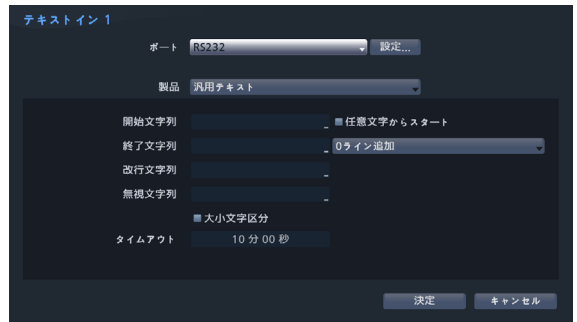 テキストイン 1
ポート RS232 設定...
製品 汎用テキスト
開始文字列 任意文字からスタート
終了文字列 0ライン追加
改行文字列
無視文字列
大小文字区分
タイムアウト 10 分 00 秒
決定 キャンセル